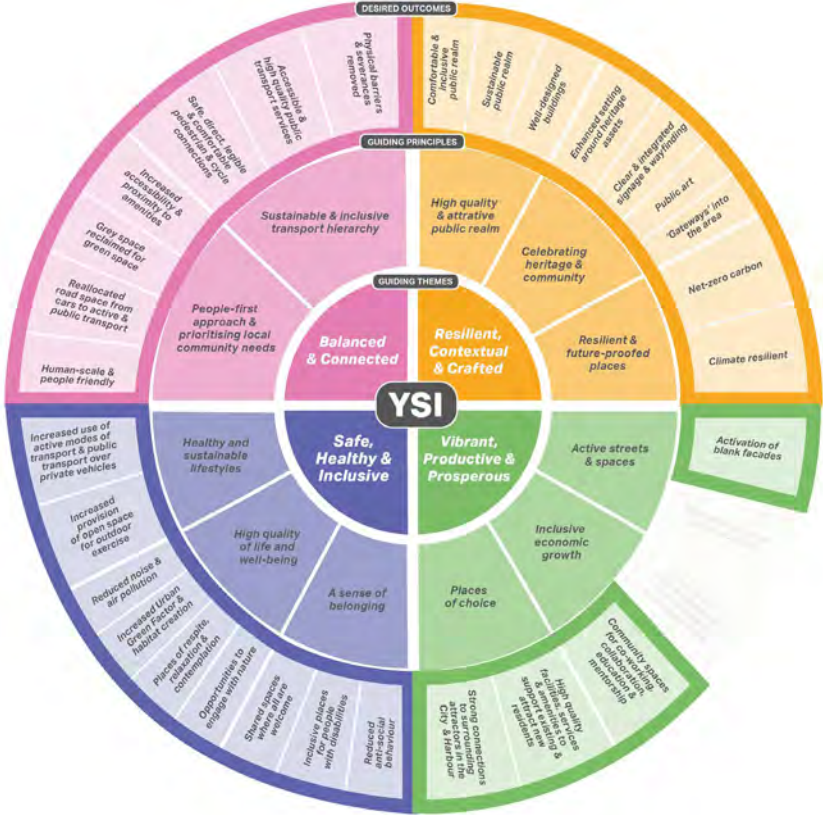 DESIRED OUTCOMES
Physical barriers
& severances
removed
Accessible &
high quality public
transport services
Safe, direct, legible
& comfortable
pedestrian & cycle
connections
Increased
accessibility &
proximity to
amenities
Grey space
reclaimed for
green space
Reallocated
road space from
cars to active &
public transport
Human-scale &
people friendly
Comfortable &
inclusive
public realm
Sustainable
public realm
Well-designed
buildings
Enhanced setting
around heritage
assets
Clear & integrated
signage & wayfinding
Public art
'Gateways' into
the area
Net-zero carbon
Climate resilient
GUIDING PRINCIPLES
Sustainable & inclusive
transport hierarchy
People-first
approach &
prioritising local
community needs
High quality
& attrative
public realm
Celebrating
heritage &
community
Resilient &
future-proofed
places
GUIDING THEMES
Balanced
& Connected
Resilient,
Contextual
& Crafted
YSI
Safe,
Healthy &
Inclusive
Vibrant,
Productive &
Prosperous
Healthy and
sustainable
lifestyles
High quality
of life and
well-being
A sense of
belonging
Active streets
& spaces
Inclusive
economic
growth
Places
of choice
Increased use of
active modes of
transport & public
transport over
private vehicles
Increased
provision
of open space
for outdoor
exercise
Reduced noise &
air pollution
Increased Urban
Green Factor &
habitat creation
Places of respite,
relaxation &
contemplation
Opportunities to
engage with nature
Shared spaces
where all are
welcome
Inclusive places
for people
with disabilities
Reduced
anti-social
behaviour
Activation of
blank facades
Community spaces
for co-working,
collaboration,
education &
mentorship
High quality
facilities, services
& amenities to
support existing &
attract new
residents
Strong connections
to surrounding
attractors in the
City & Harbour